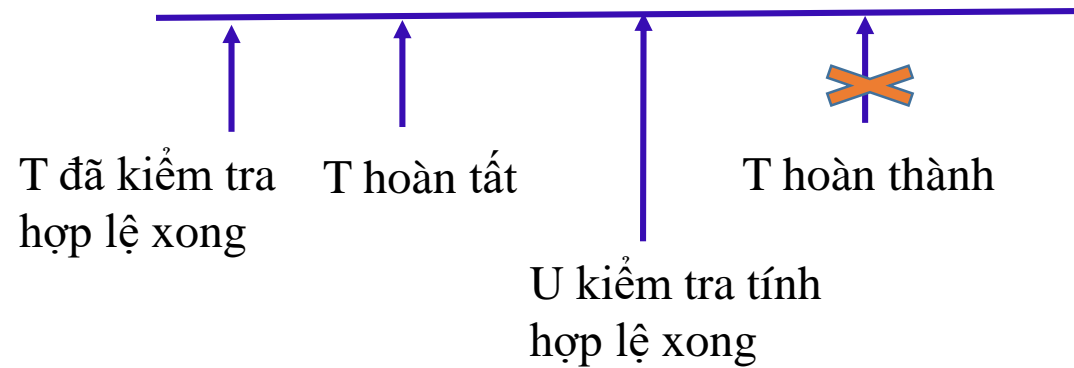 T đã kiểm tra
hợp lệ xong
T hoàn tất
U kiểm tra tính
hợp lệ xong
T hoàn thành